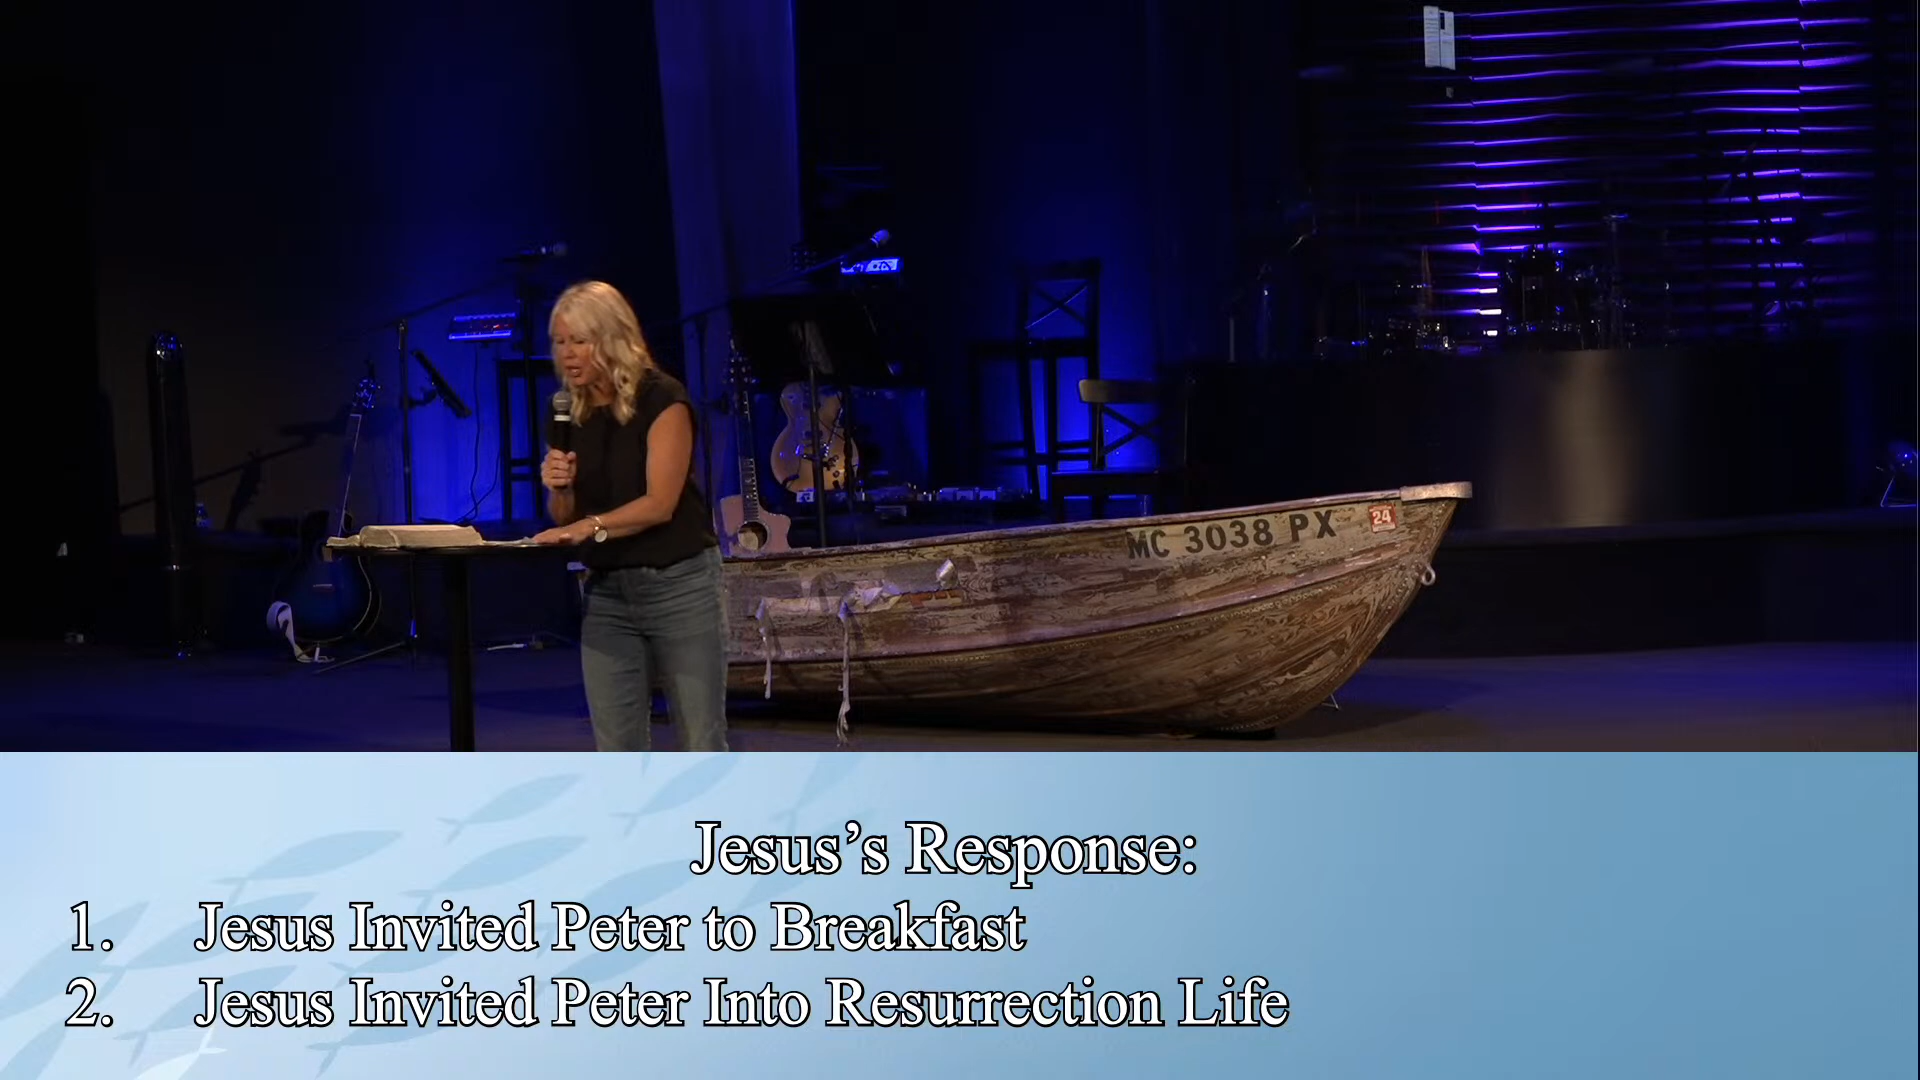 MC 3038 PX
24
Jesus’s Response:
1. Jesus Invited Peter to Breakfast
2. Jesus Invited Peter Into Resurrection Life